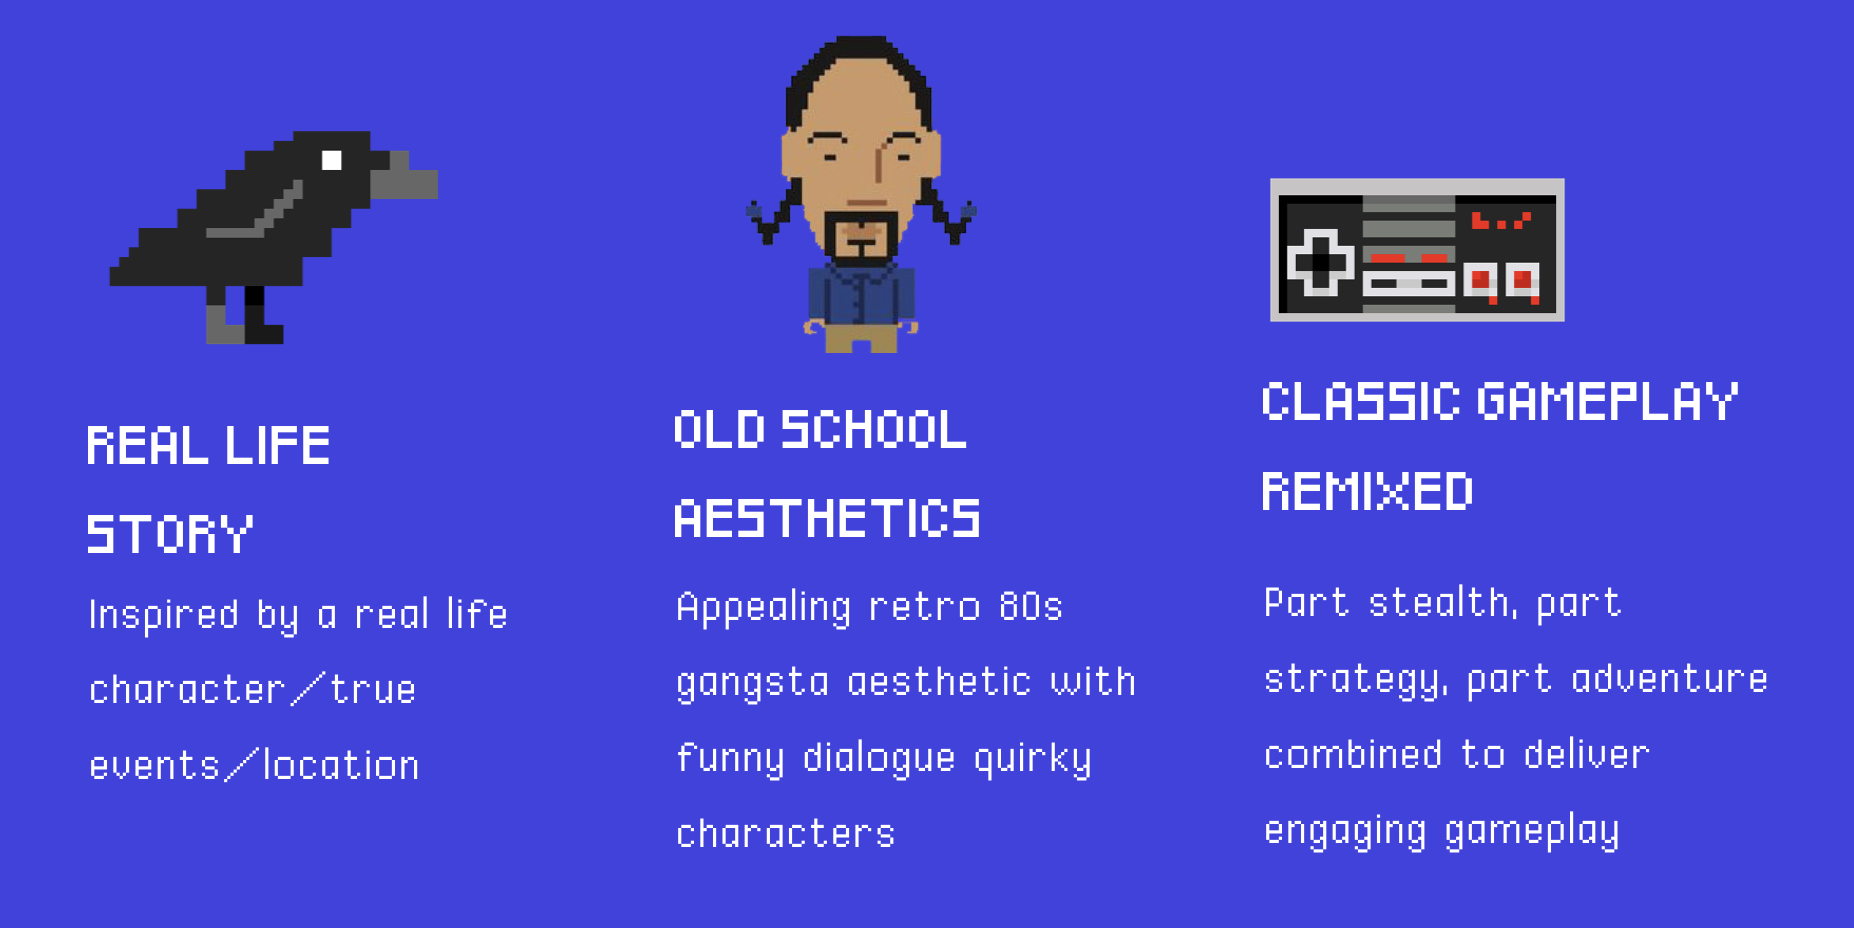 REAL LIFE
STORY
Inspired by a real life
character/true
events/location
OLD SCHOOL
AESTHETICS
Appealing retro 80s
gangsta aesthetic with
funny dialogue quirky
characters
CLASSIC GAMEPLAY
REMIXED
Part stealth, part
strategy, part adventure
combined to deliver
engaging gameplay